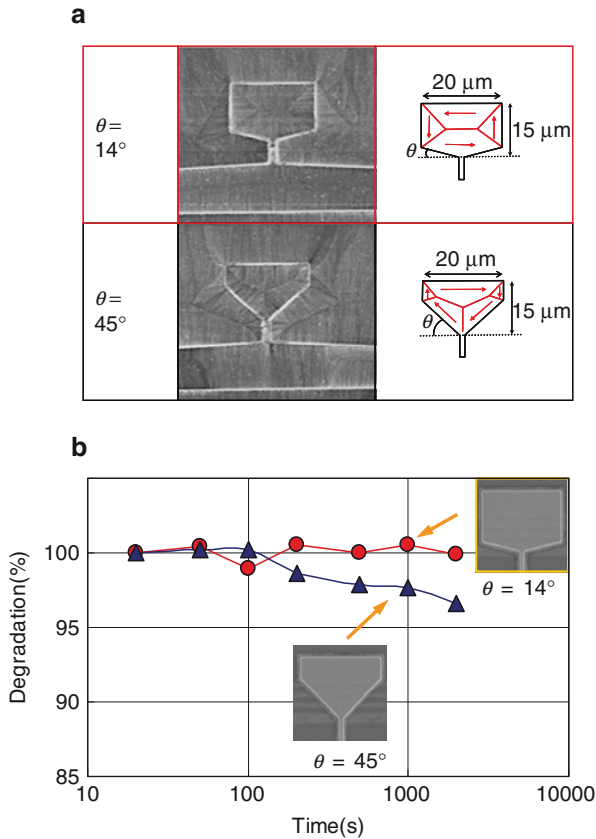 a
θ =
14°
20 μm
15 μm
θ
θ =
45°
20 μm
15 μm
θ
b
Degradation(%)
100
95
90
85
10
100
1000
10000
Time(s)
θ = 14°
θ = 45°